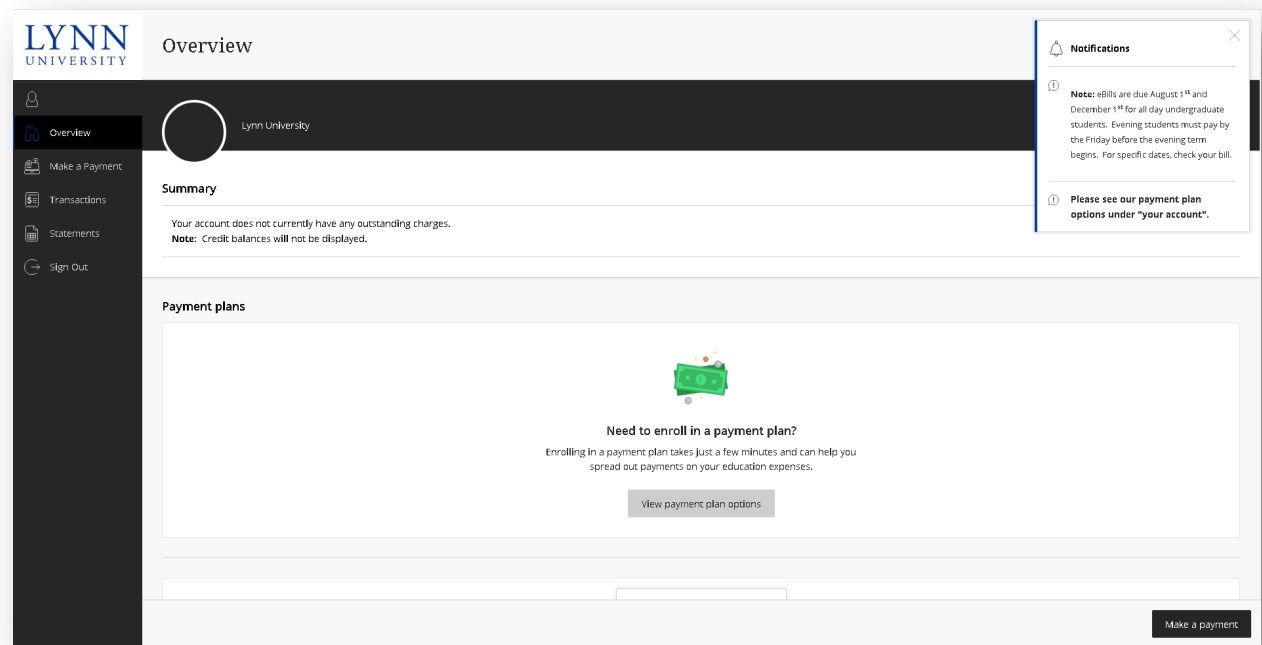 LYNN
UNIVERSITY
Overview
Overview
Make a Payment
Transactions
Statements
Sign Out
Lynn University
Summary
Your account does not currently have any outstanding charges.
Note: Credit balances will not be displayed.
Payment plans
$
Need to enroll in a payment plan?
Enrolling in a payment plan takes just a few minutes and can help you
spread out payments on your education expenses.
View payment plan options
Make a payment
Notifications
Note: eBills are due August 1st and
December 1st for all day undergraduate
students. Evening students must pay by
the Friday before the evening term
begins. For specific dates, check your bill.
Please see our payment plan
options under "your account".